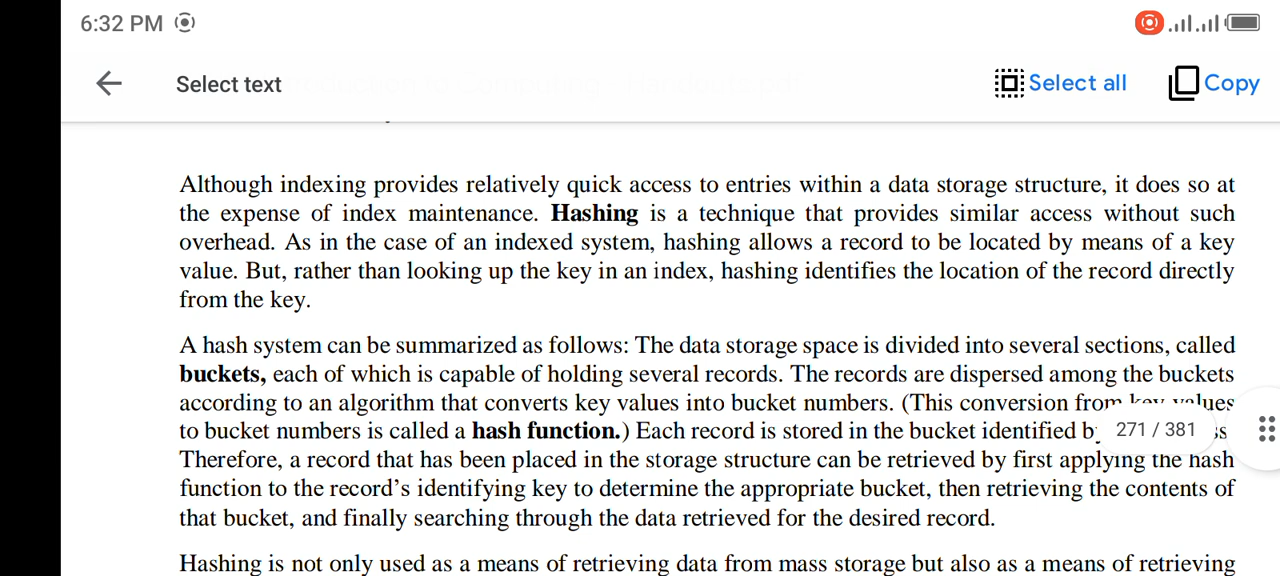 6:32 PM
Select text
Select all
Copy
Although indexing provides relatively quick access to entries within a data storage structure, it does so at
the expense of index maintenance. Hashing is a technique that provides similar access without such
overhead. As in the case of an indexed system, hashing allows a record to be located by means of a key
value. But, rather than looking up the key in an index, hashing identifies the location of the record directly
from the key.
A hash system can be summarized as follows: The data storage space is divided into several sections, called
buckets, each of which is capable of holding several records. The records are dispersed among the buckets
according to an algorithm that converts key values into bucket numbers. (This conversion from key values
to bucket numbers is called a hash function.) Each record is stored in the bucket identified
271 / 381
Therefore, a record that has been placed in the storage structure can be retrieved by first applying the hash
function to the record's identifying key to determine the appropriate bucket, then retrieving the contents of
that bucket, and finally searching through the data retrieved for the desired record.
Hashing is not only used as a means of retrieving data from mass storage but also as a means of retrieving